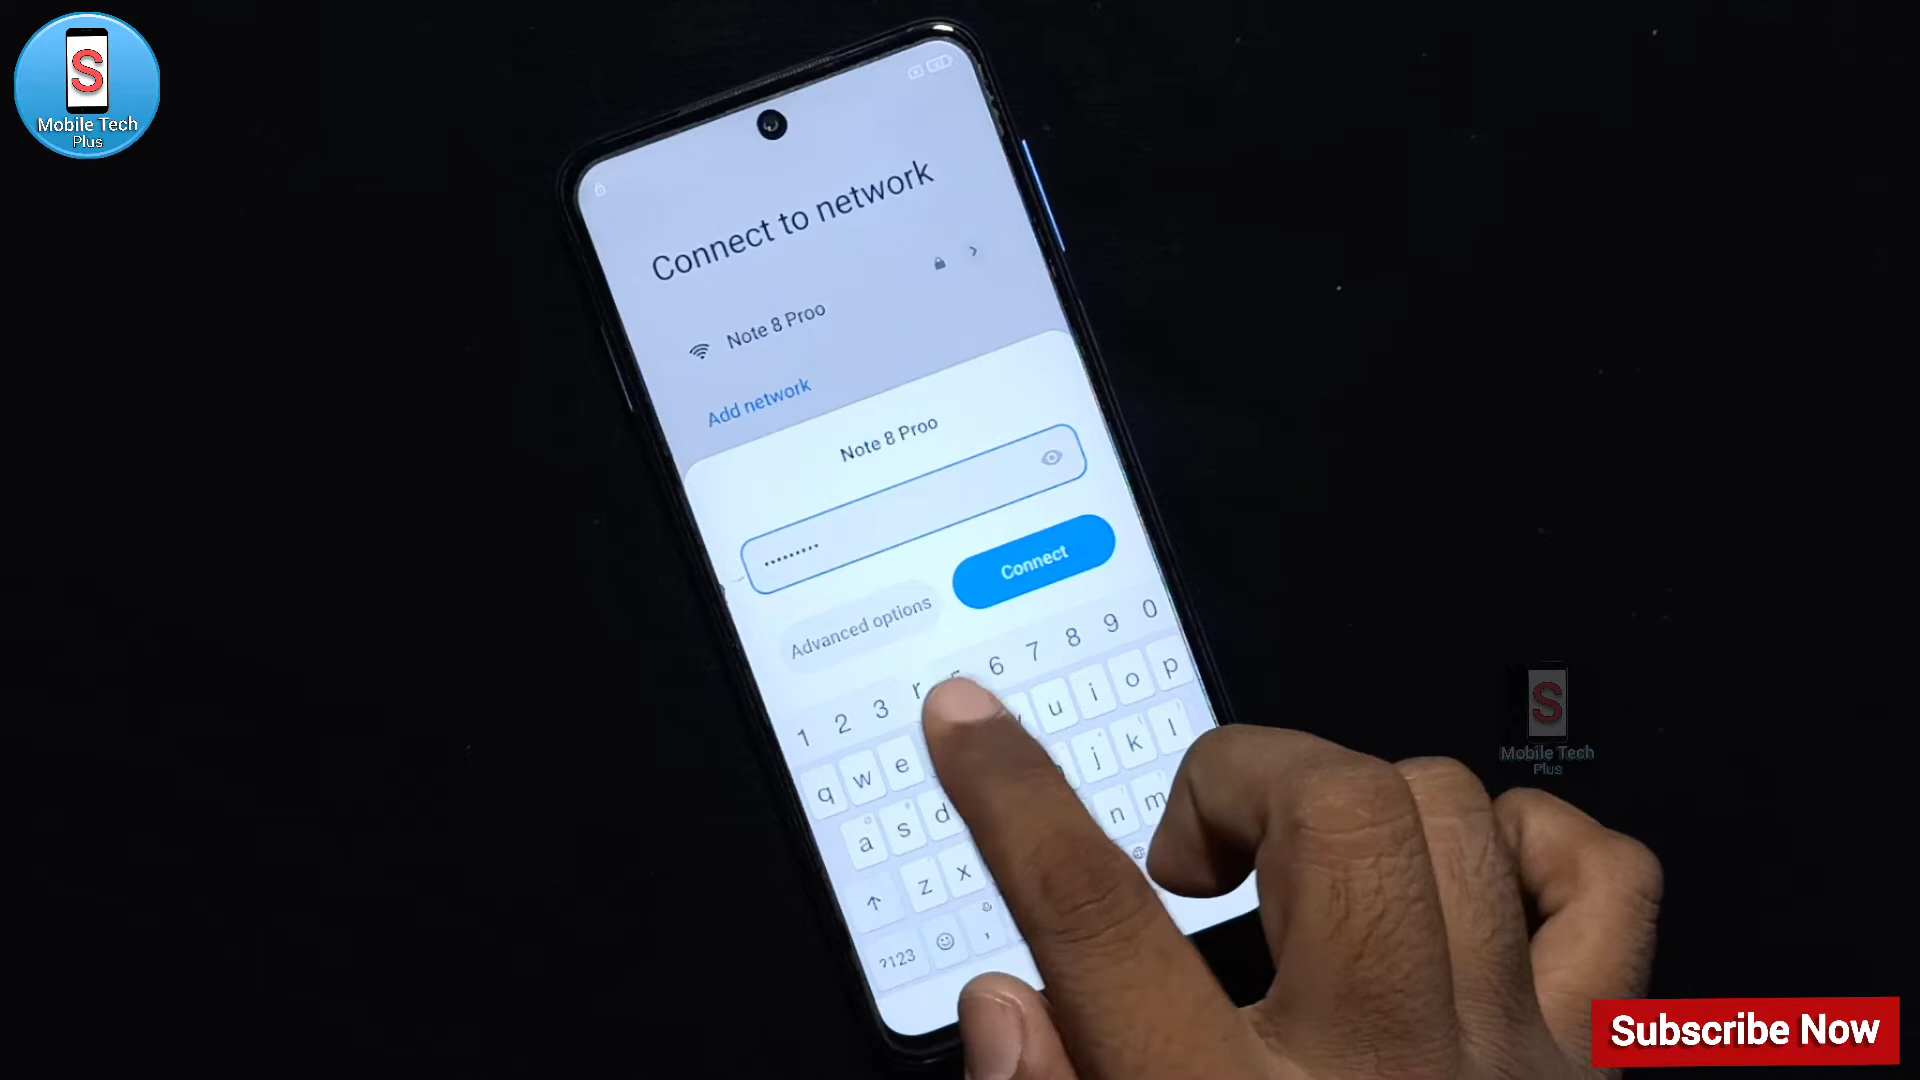 S
Mobile Tech
Plus
Connect to network
Note 8 Proo
Add network
Note 8 Proo
•••••••••
Advanced options
Connect
1 2 3 r 5 6 7 8 9 0
q w e u i o p
a s d j k l
z x n m
?123 ,
S
Mobile Tech
Plus
Subscribe Now